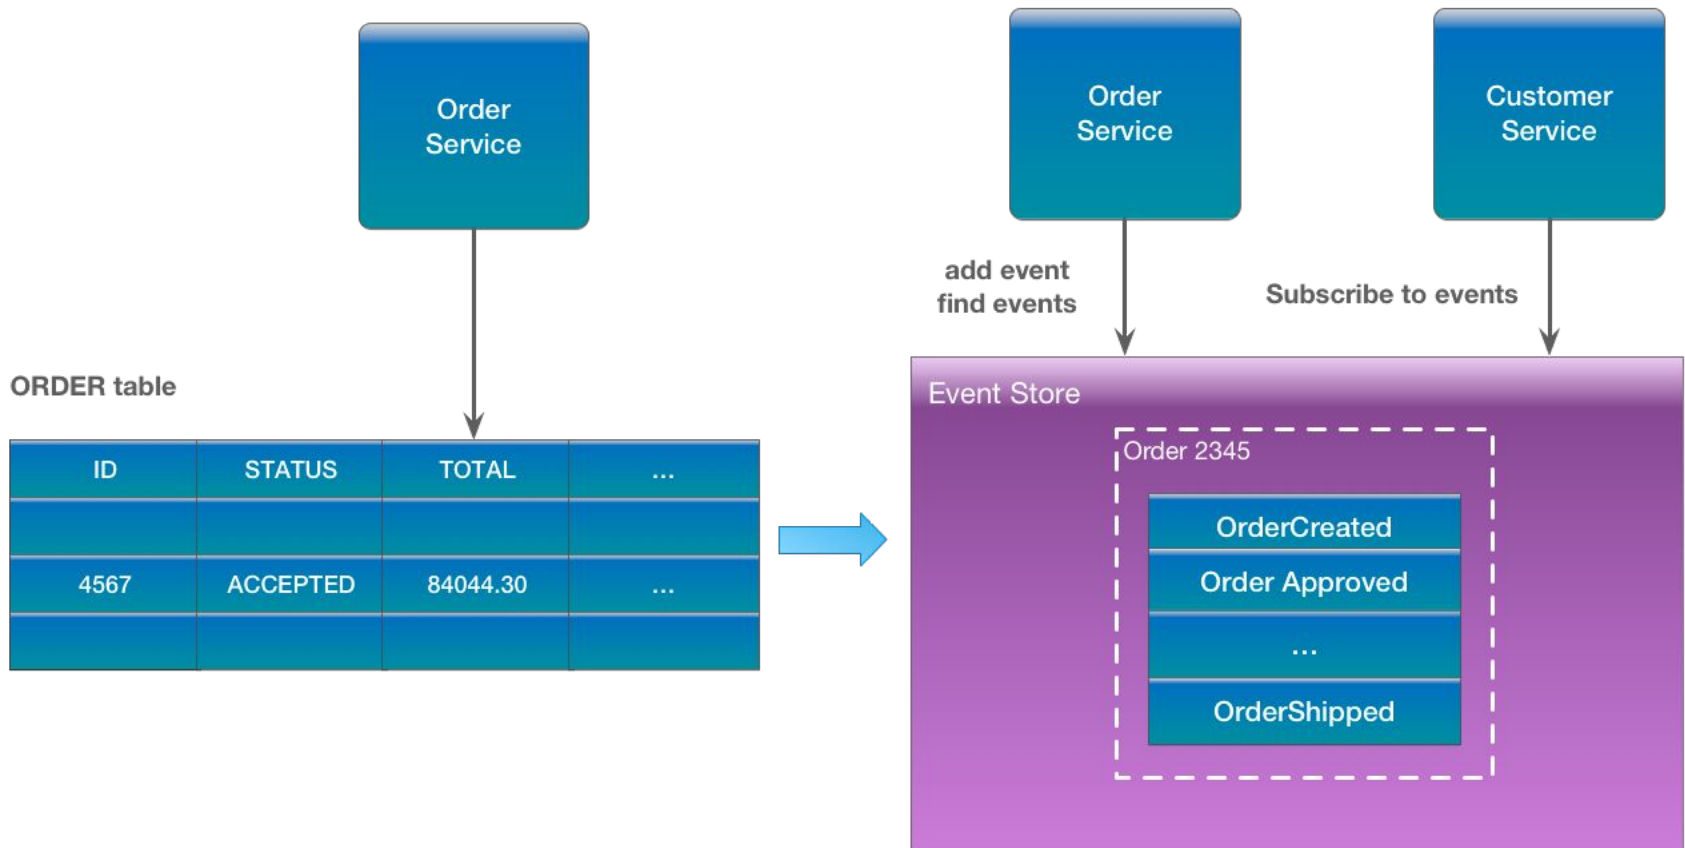 Order
Service
ORDER table
ID STATUS TOTAL ...
4567 ACCEPTED 84044.30 ...
Order
Service
Customer
Service
add event
find events
Subscribe to events
Event Store
Order 2345
OrderCreated
Order Approved
...
OrderShipped